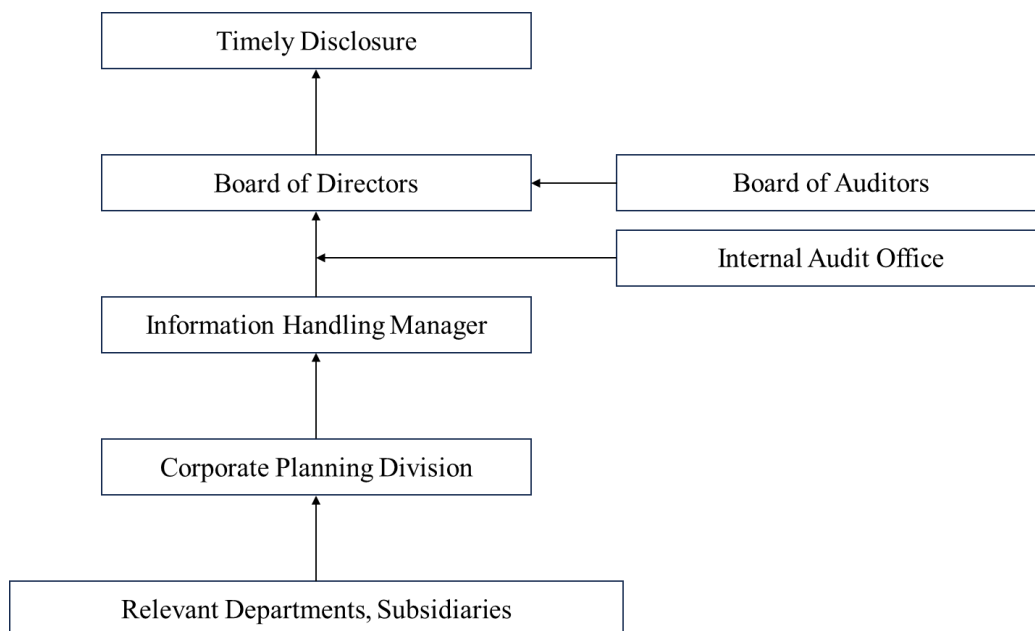 Timely Disclosure
Board of Directors
Board of Auditors
Internal Audit Office
Information Handling Manager
Corporate Planning Division
Relevant Departments, Subsidiaries